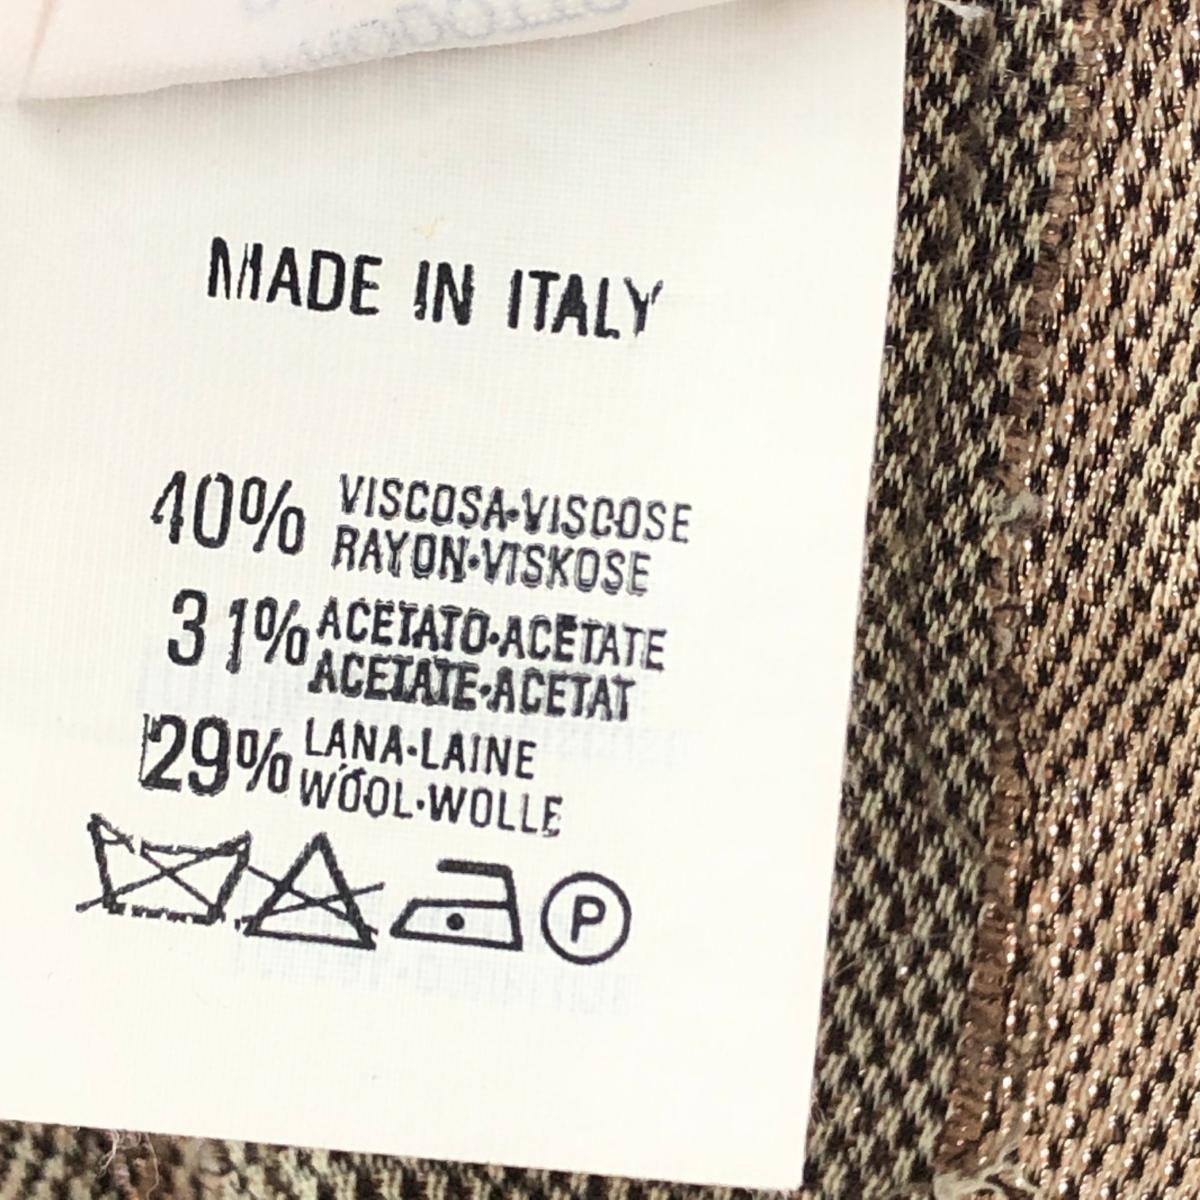 MADE IN ITALY
40% VISCOSA·VISCOSE
RAYON·VISKOSE
31% ACETATO·ACETATE
ACETATE·ACETAT
29% LANA·LAINE
WOOL·WOLLE
P